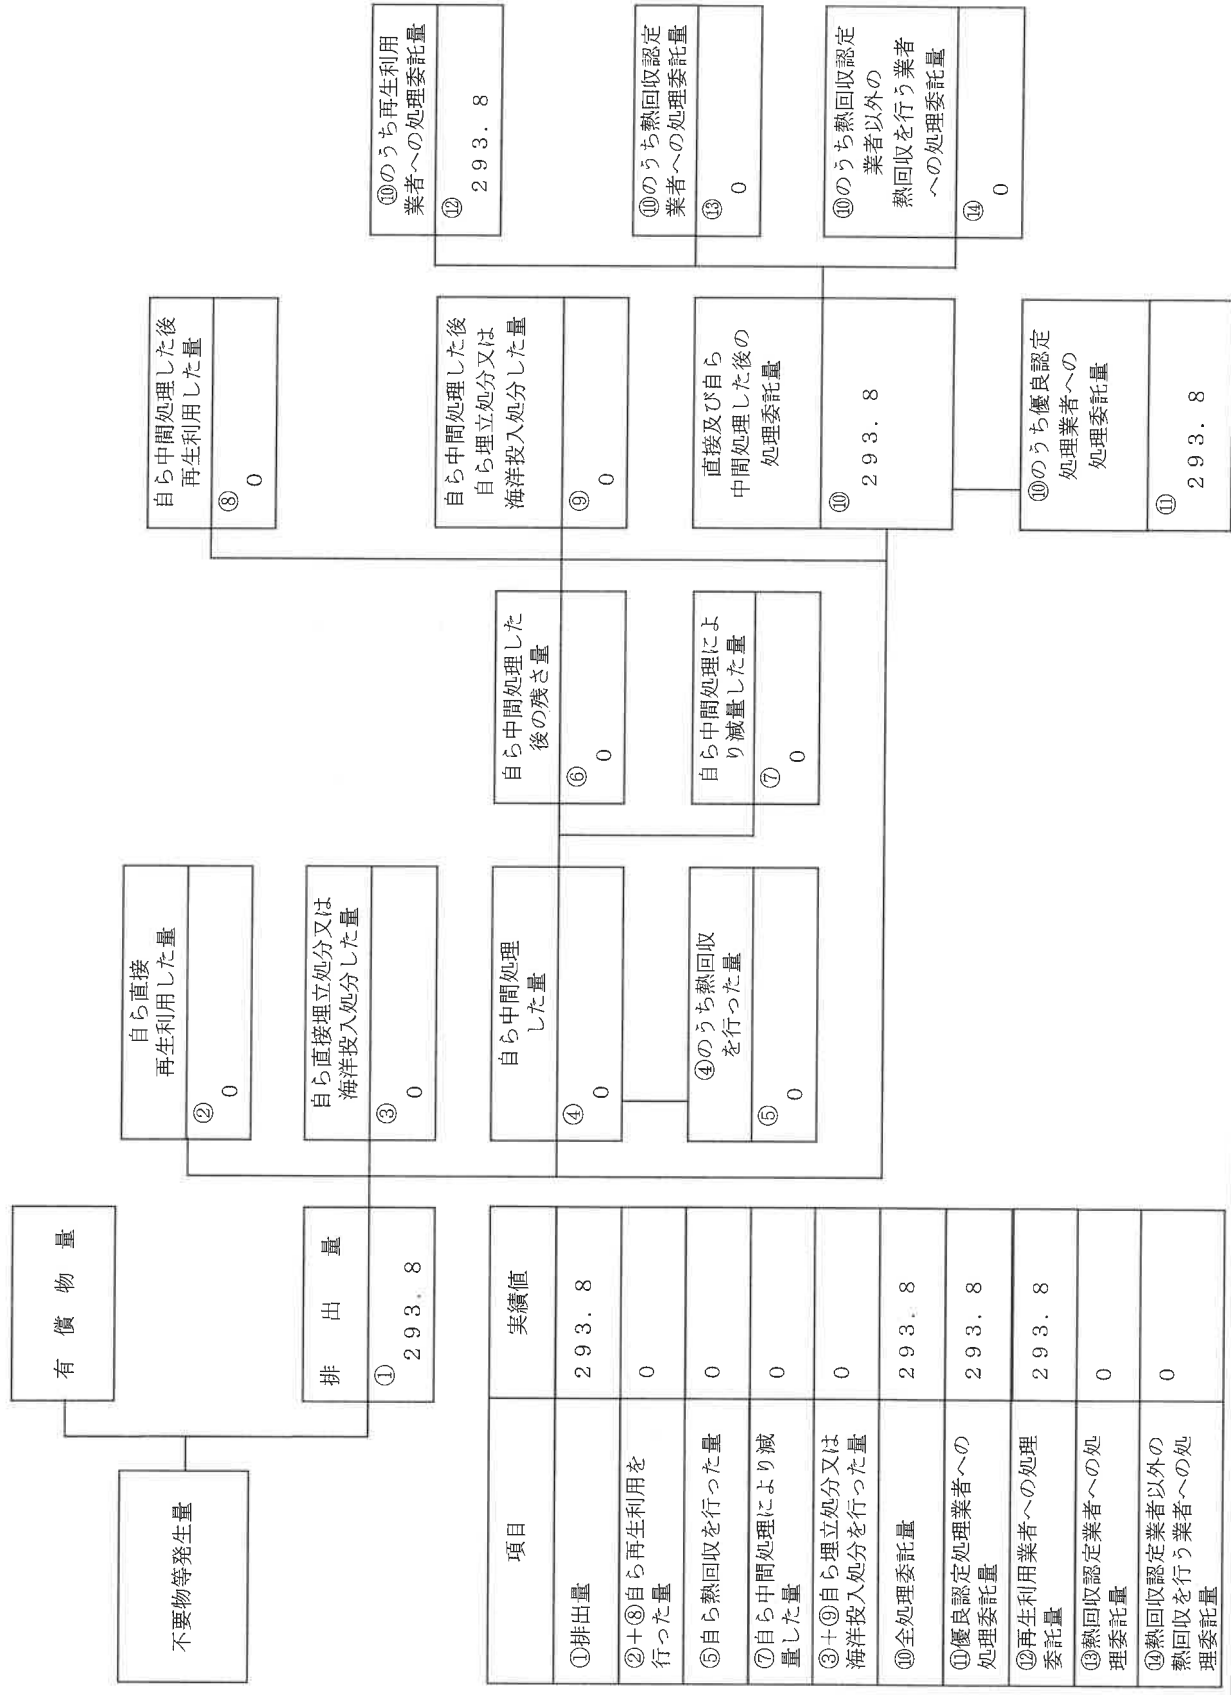 不要物等発生量
有償物量
排出量
①
293.8
自ら直接
再生利用した量
②
0
自ら直接埋立処分又は
海洋投入処分した量
③
0
自ら中間処理
した量
④
0
④のうち熱回収
を行った量
⑤
0
自ら中間処理した
後の残さ量
⑥
0
自ら中間処理によ
り減量した量
⑦
0
自ら中間処理した後
再生利用した量
⑧
0
自ら中間処理した後
自ら埋立処分又は
海洋投入処分した量
⑨
0
直接及び自ら
中間処理した後の
処理委託量
⑩
293.8
⑩のうち優良認定
処理業者への
処理委託量
⑪
293.8
⑩のうち再生利用
業者への処理委託量
⑫
293.8
⑩のうち熱回収認定
業者への処理委託量
⑬
0
⑩のうち熱回収認定
業者以外の
熱回収を行う業者
への処理委託量
⑭
0
項目 実績値
①排出量 293.8
②+⑧自ら再生利用を
行った量 0
⑤自ら熱回収を行った量 0
⑦自ら中間処理により減
量した量 0
③+⑨自ら埋立処分又は
海洋投入処分を行った量 0
⑩全処理委託量 293.8
⑪優良認定処理業者への
処理委託量 293.8
⑫再生利用業者への処理
委託量 293.8
⑬熱回収認定業者への処
理委託量 0
⑭熱回収認定業者以外の
熱回収を行う業者への処
理委託量 0